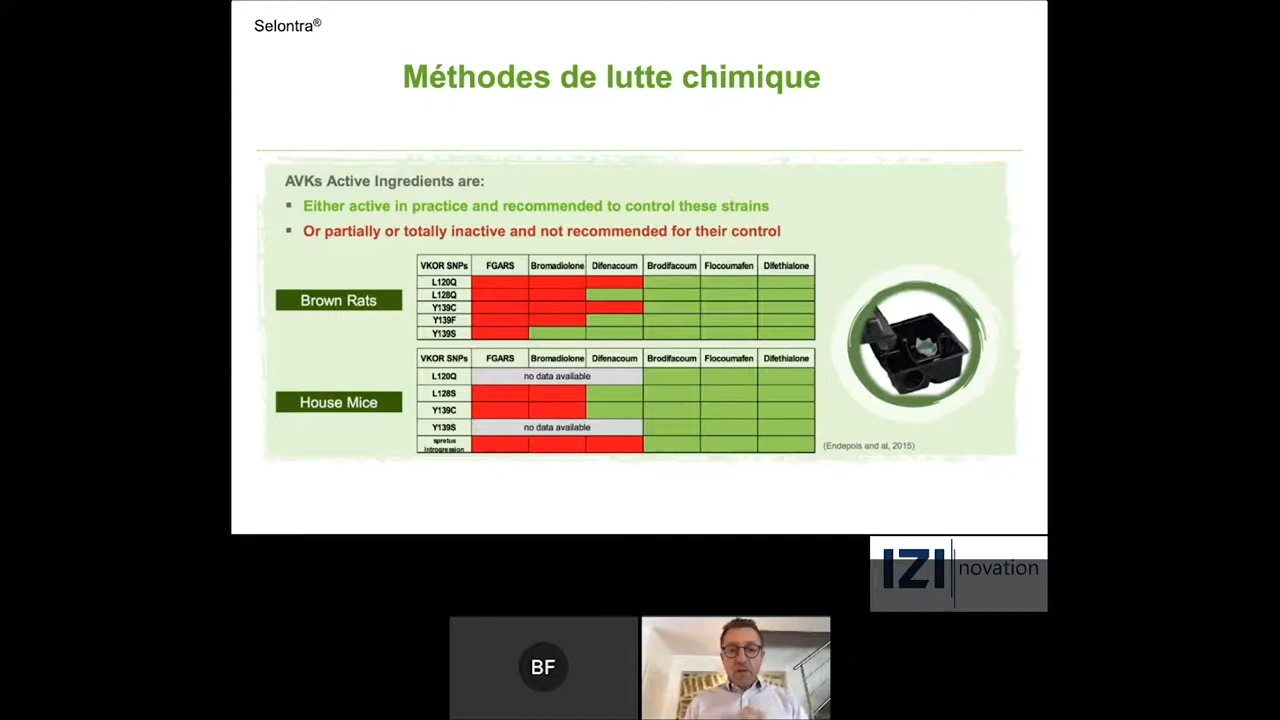 Selontra®
Méthodes de lutte chimique
AVKs Active Ingredients are:
▪ Either active in practice and recommended to control these strains
▪ Or partially or totally inactive and not recommended for their control
Brown Rats
VKOR SNPs FGARS Bromadiolone Difenacoum Brodifacoum Flocoumafen Difethialone
L120Q
L128Q
Y139C
Y139F
Y139S
House Mice
VKOR SNPs FGARS Bromadiolone Difenacoum Brodifacoum Flocoumafen Difethialone
L120Q no data available
L128S
Y139C
Y139S no data available
spretus
introgression
(Endepols and al, 2015)
IZI novation
BF